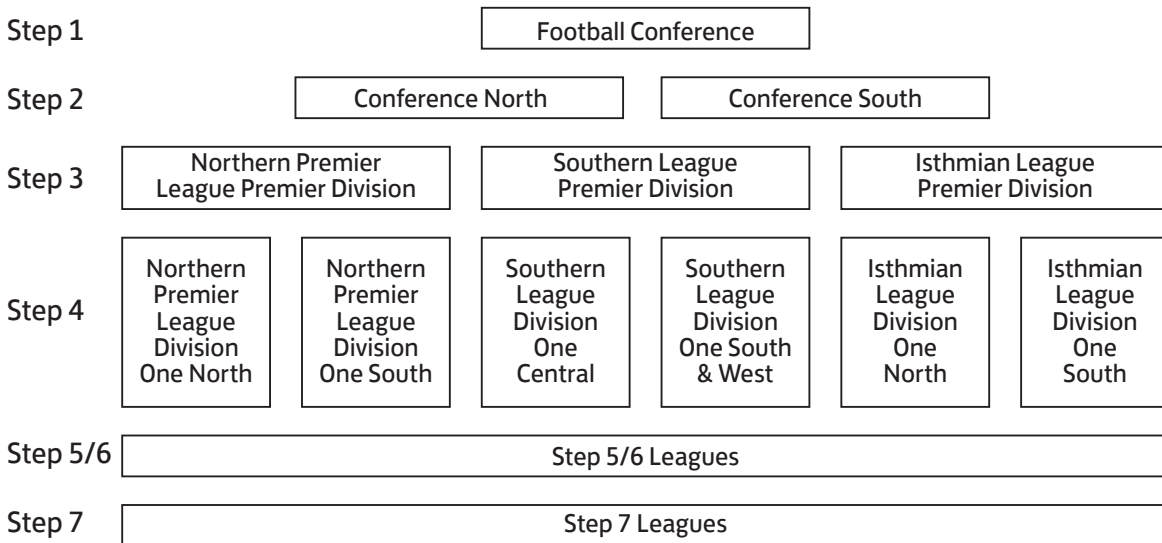 Step 1
Football Conference
Step 2
Conference North
Conference South
Step 3
Northern Premier
League Premier Division
Southern League
Premier Division
Isthmian League
Premier Division
Step 4
Northern
Premier
League
Division
One North
Northern
Premier
League
Division
One South
Southern
League
Division
One
Central
Southern
League
Division
One South
& West
Isthmian
League
Division
One
North
Isthmian
League
Division
One
South
Step 5/6
Step 5/6 Leagues
Step 7
Step 7 Leagues